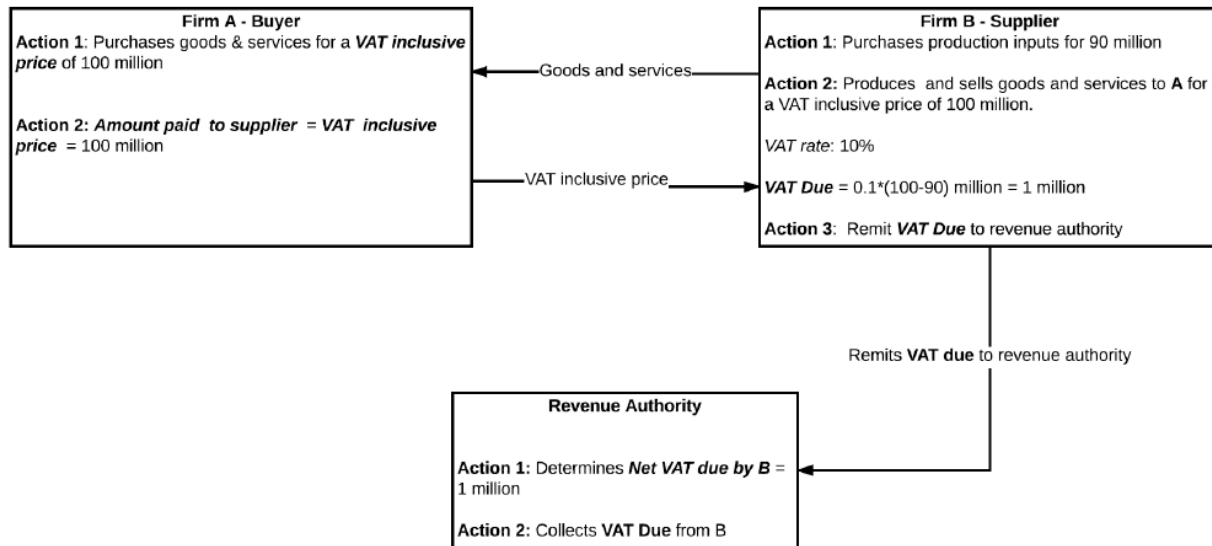 Firm A - Buyer
Action 1: Purchases goods & services for a VAT inclusive
price of 100 million
Action 2: Amount paid to supplier = VAT inclusive
price = 100 million
Goods and services
VAT inclusive price
Firm B - Supplier
Action 1: Purchases production inputs for 90 million
Action 2: Produces and sells goods and services to A for
a VAT inclusive price of 100 million.
VAT rate: 10%
VAT Due = 0.1*(100-90) million = 1 million
Action 3: Remit VAT Due to revenue authority
Remits VAT due to revenue authority
Revenue Authority
Action 1: Determines Net VAT due by B =
1 million
Action 2: Collects VAT Due from B